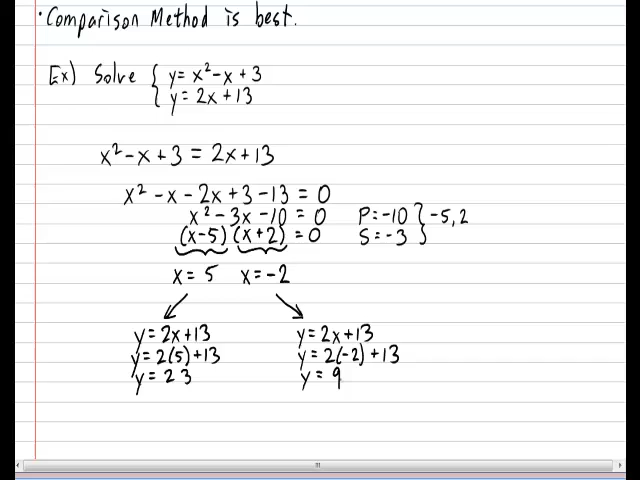 · Comparison Method is best.
Ex) Solve { y = x² - x + 3
y = 2x + 13
x² - x + 3 = 2x + 13
x² - x - 2x + 3 - 13 = 0
x² - 3x - 10 = 0 P = -10 } -5, 2
(x-5) (x+2) = 0 S = -3
x = 5 x = -2
y = 2x + 13 y = 2x + 13
y = 2(5) + 13 y = 2(-2) + 13
y = 23 y = 9